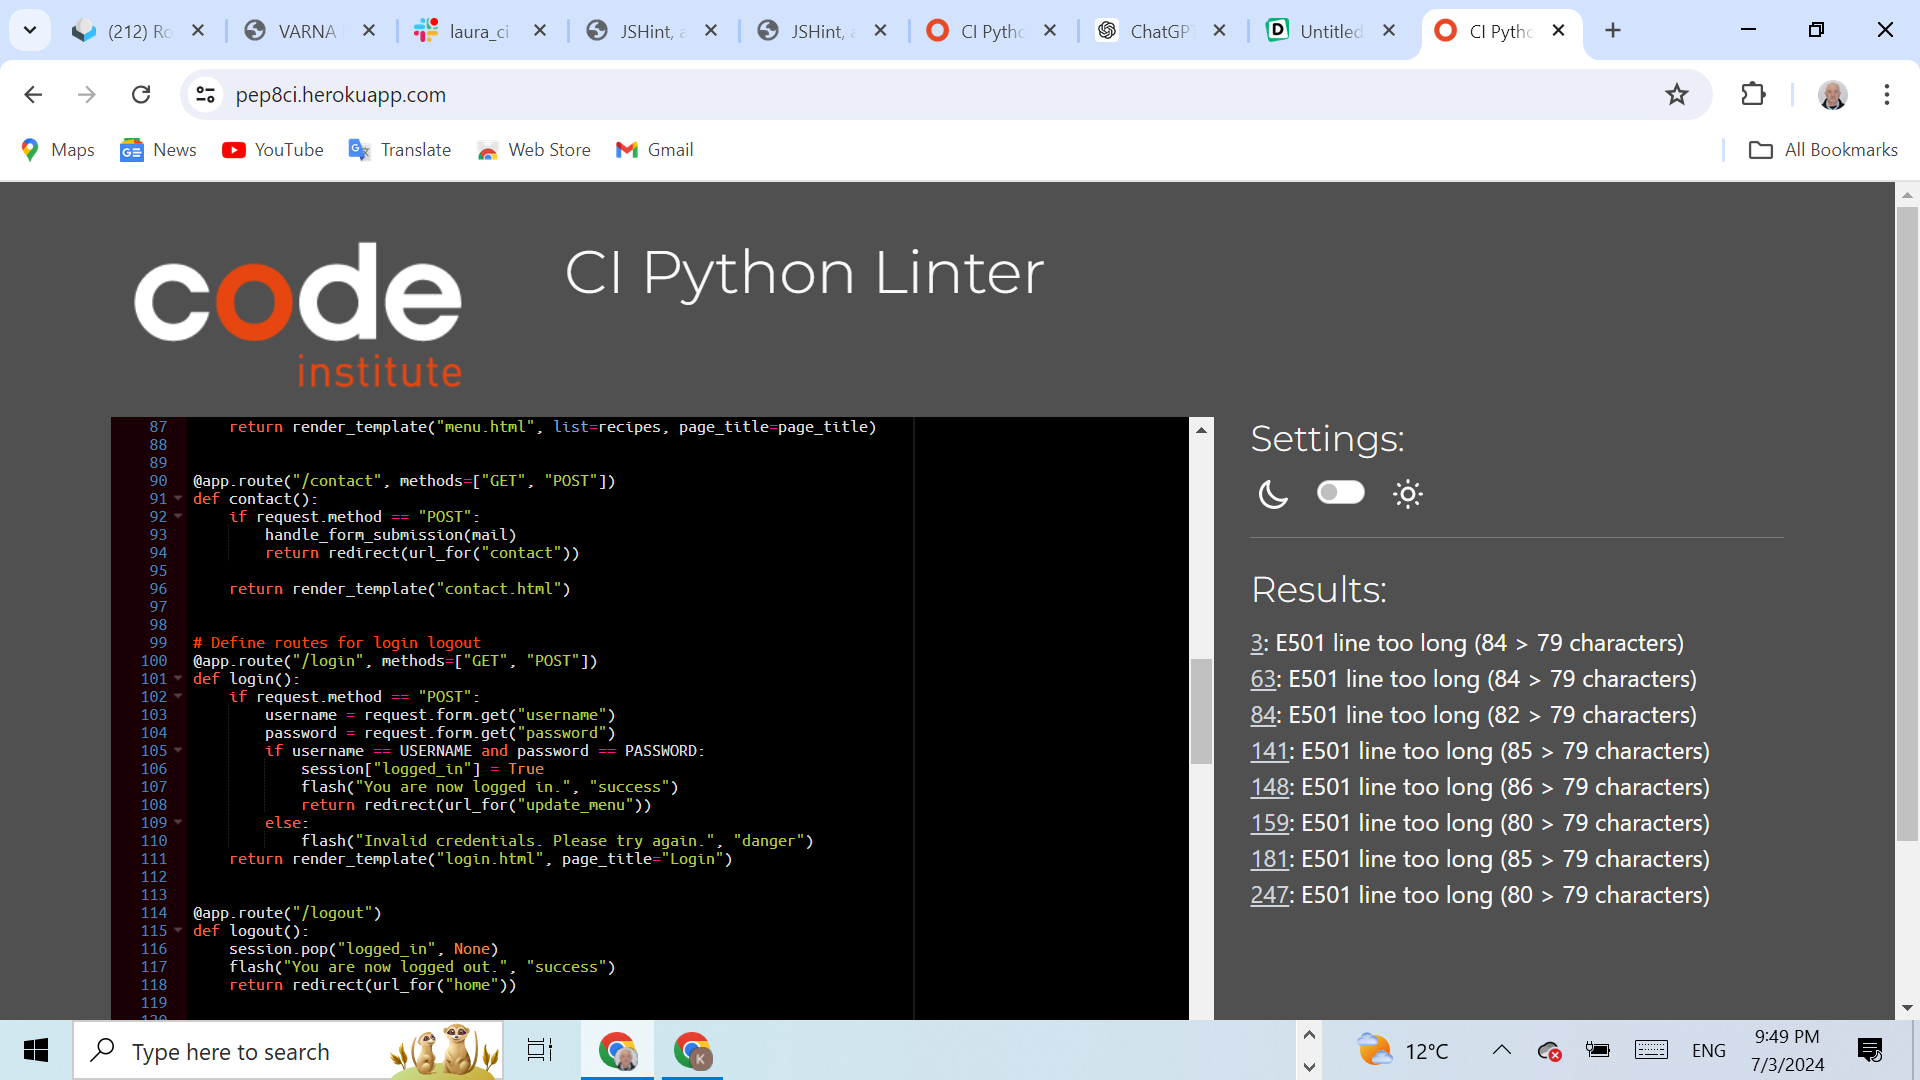 (212) Ro
VARNA
laura_ci
JSHint, a
JSHint, a
CI Pytho
ChatGPT
Untitled
CI Pytho
pep8ci.herokuapp.com
Maps
News
YouTube
Translate
Web Store
Gmail
All Bookmarks
code
institute
CI Python Linter
87 return render_template("menu.html", list=recipes, page_title=page_title)
88
89
90 @app.route("/contact", methods=["GET", "POST"])
91 def contact():
92 if request.method == "POST":
93 handle_form_submission(mail)
94 return redirect(url_for("contact"))
95
96 return render_template("contact.html")
97
98
99 # Define routes for login logout
100 @app.route("/login", methods=["GET", "POST"])
101 def login():
102 if request.method == "POST":
103 username = request.form.get("username")
104 password = request.form.get("password")
105 if username == USERNAME and password == PASSWORD:
106 session["logged_in"] = True
107 flash("You are now logged in.", "success")
108 return redirect(url_for("update_menu"))
109 else:
110 flash("Invalid credentials. Please try again.", "danger")
111 return render_template("login.html", page_title="Login")
112
113
114 @app.route("/logout")
115 def logout():
116 session.pop("logged_in", None)
117 flash("You are now logged out.", "success")
118 return redirect(url_for("home"))
119
120
Settings:
Results:
3: E501 line too long (84 > 79 characters)
63: E501 line too long (84 > 79 characters)
84: E501 line too long (82 > 79 characters)
141: E501 line too long (85 > 79 characters)
148: E501 line too long (86 > 79 characters)
159: E501 line too long (80 > 79 characters)
181: E501 line too long (85 > 79 characters)
247: E501 line too long (80 > 79 characters)
Type here to search
K
12°C
ENG
9:49 PM
7/3/2024